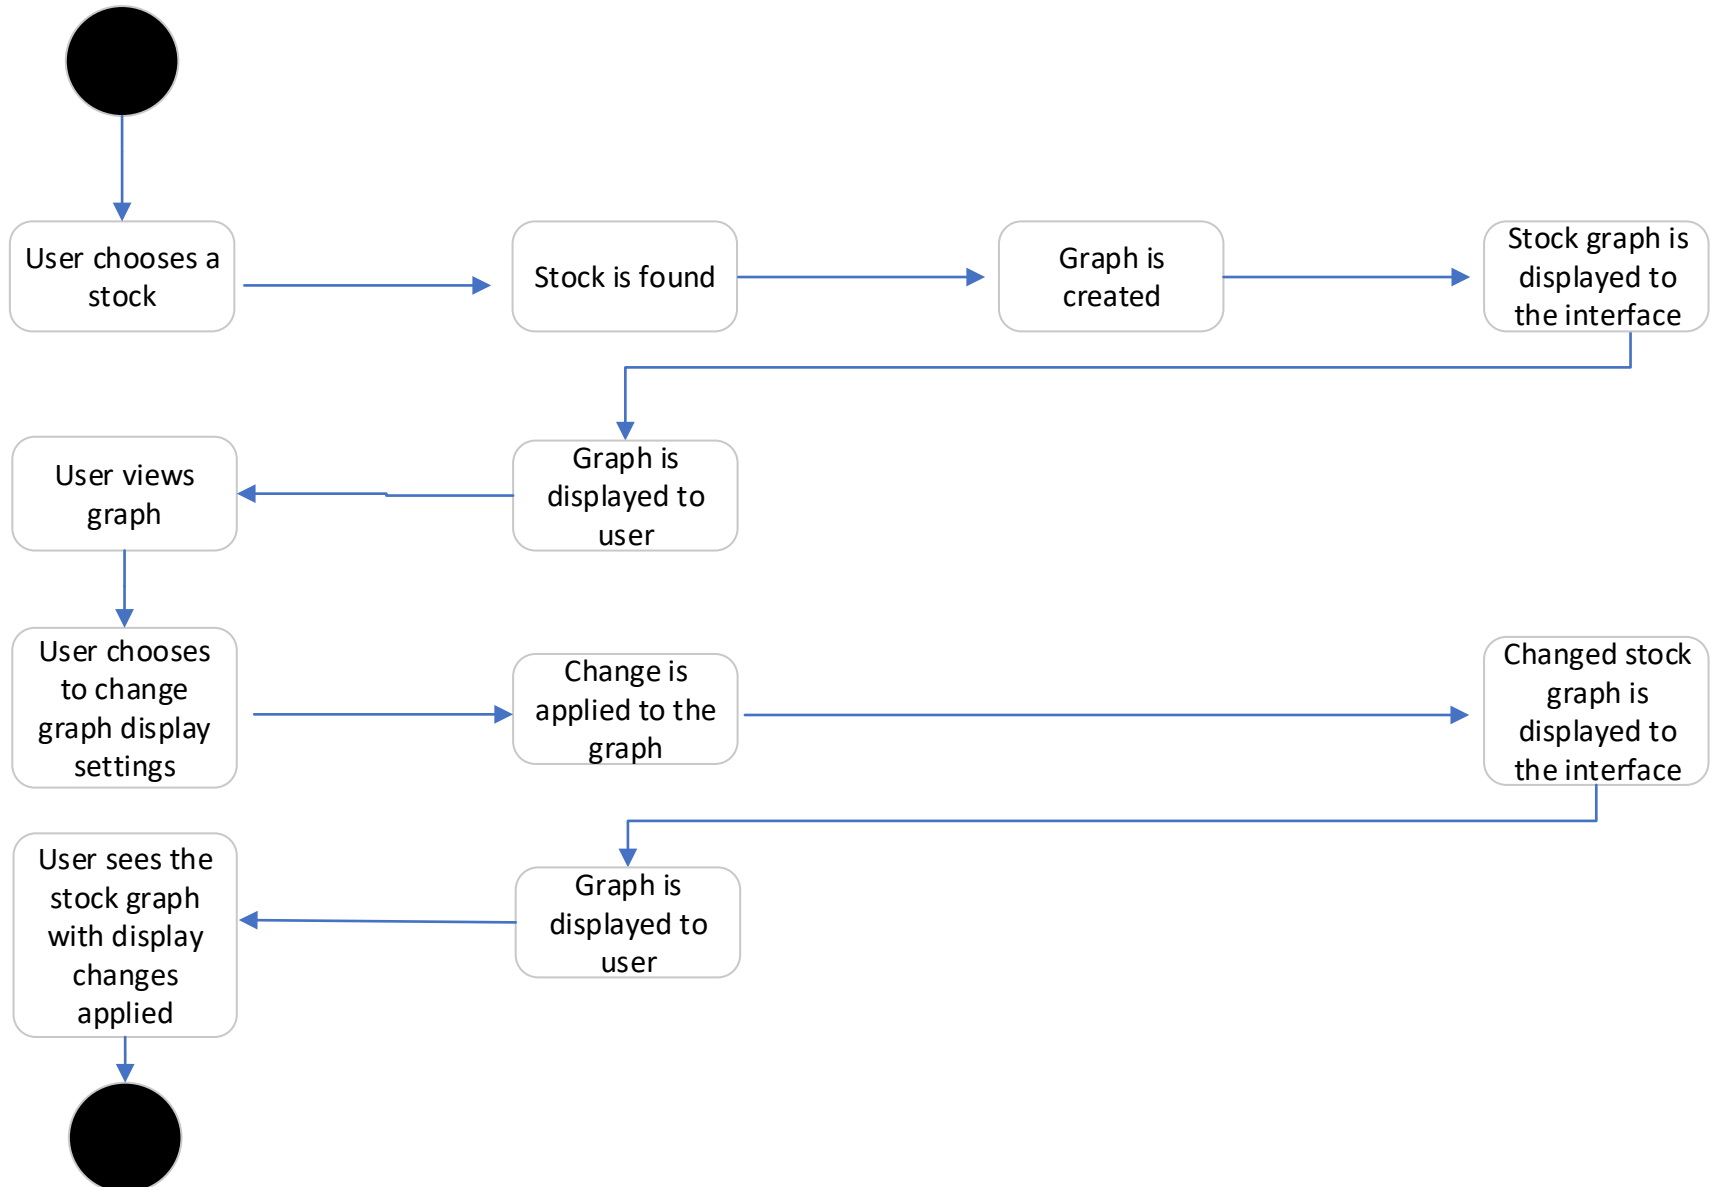 User chooses a
stock
Stock is found
Graph is
created
Stock graph is
displayed to
the interface
User views
graph
Graph is
displayed to
user
User chooses
to change
graph display
settings
Change is
applied to the
graph
Changed stock
graph is
displayed to
the interface
User sees the
stock graph
with display
changes
applied
Graph is
displayed to
user